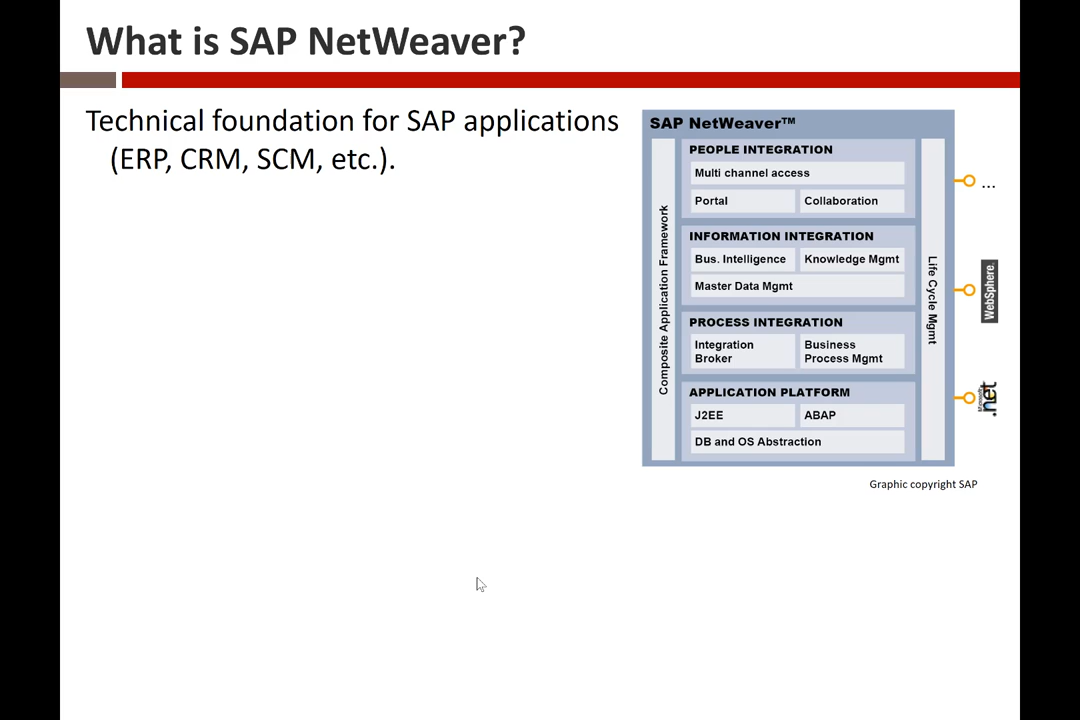 What is SAP NetWeaver?
Technical foundation for SAP applications
(ERP, CRM, SCM, etc.).
SAP NetWeaver™
Composite Application Framework
PEOPLE INTEGRATION
Multi channel access
Portal
Collaboration
INFORMATION INTEGRATION
Bus. Intelligence
Knowledge Mgmt
Master Data Mgmt
PROCESS INTEGRATION
Integration
Broker
Business
Process Mgmt
APPLICATION PLATFORM
J2EE
ABAP
DB and OS Abstraction
Life Cycle Mgmt
...
WebSphere.
Microsoft
.net
Graphic copyright SAP